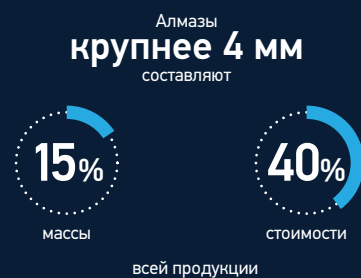 Алмазы
крупнее 4 мм
составляют
15%
40%
массы
стоимости
всей продукции